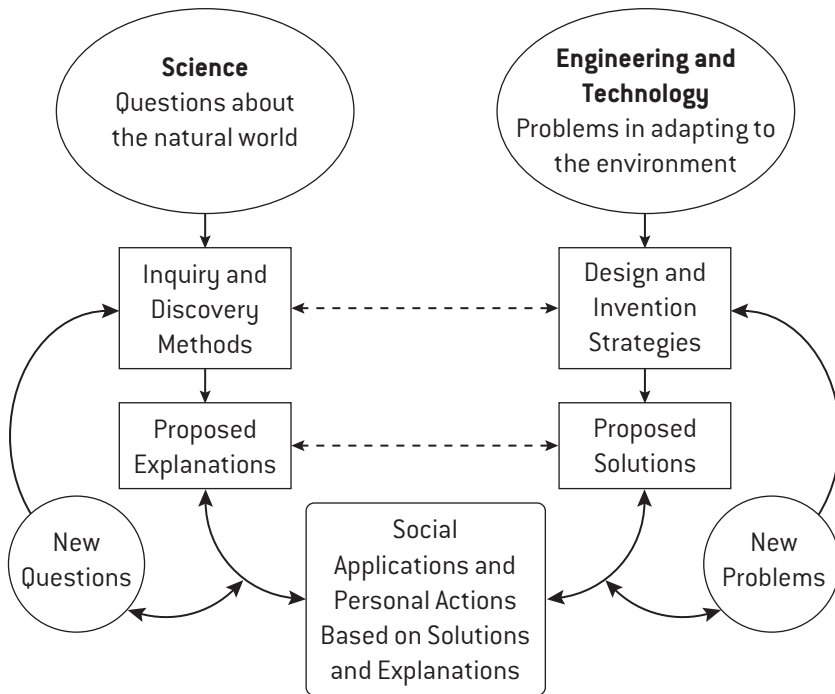 Science
Questions about
the natural world
Engineering and
Technology
Problems in adapting to
the environment
Inquiry and
Discovery
Methods
Design and
Invention
Strategies
Proposed
Explanations
Proposed
Solutions
New
Questions
Social
Applications and
Personal Actions
Based on Solutions
and Explanations
New
Problems